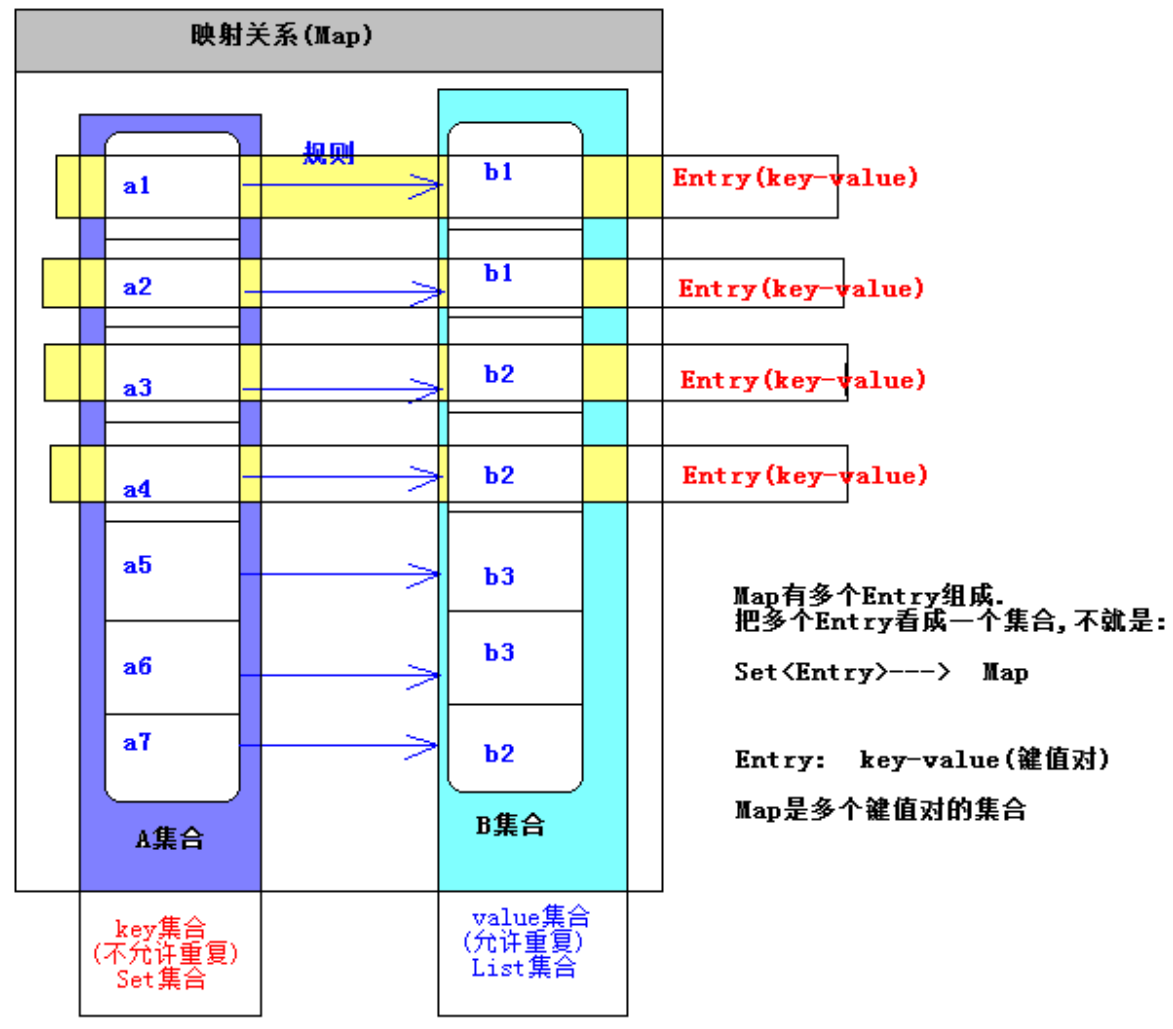 映射关系(Map)
规则
a1
b1
Entry(key-value)
a2
b1
Entry(key-value)
a3
b2
Entry(key-value)
a4
b2
Entry(key-value)
a5
b3
a6
b3
a7
b2
A集合
B集合
Map有多个Entry组成.
把多个Entry看成一个集合,不就是:
Set<Entry>---> Map
Entry: key-value(键值对)
Map是多个键值对的集合
key集合
(不允许重复)
Set集合
value集合
(允许重复)
List集合